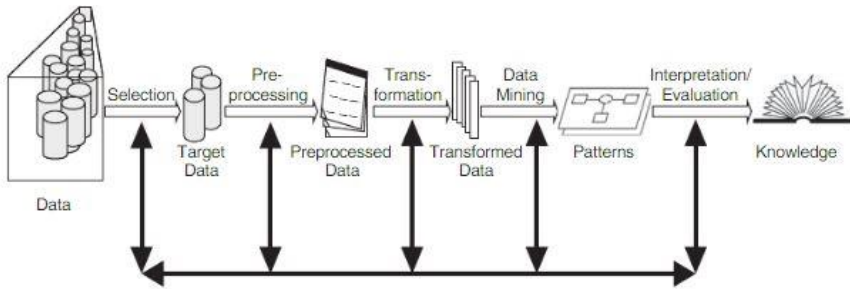 Selection
Pre-
processing
Trans-
formation
Data
Mining
Interpretation/
Evaluation
Data
Target
Data
Preprocessed
Data
Transformed
Data
Patterns
Knowledge